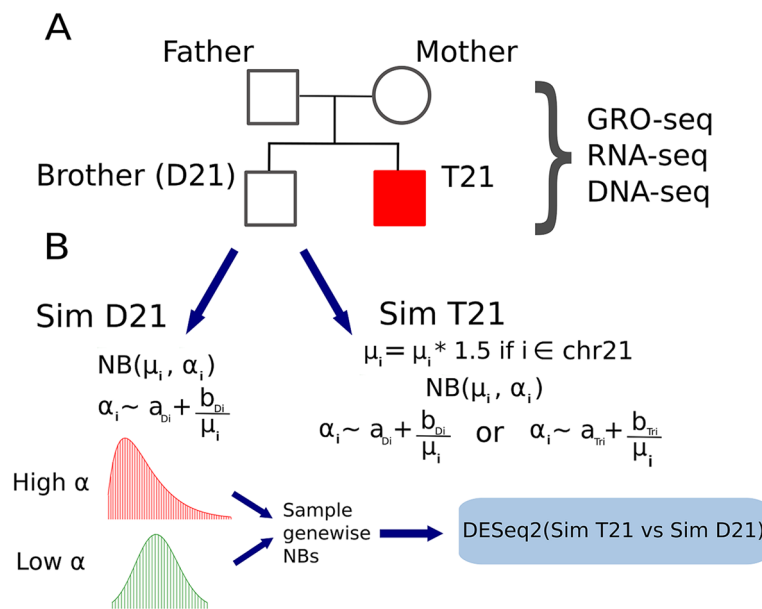 A
Father
Mother
GRO-seq
RNA-seq
DNA-seq
Brother (D21)
T21
B
Sim D21
Sim T21
μi = μi * 1.5 if i ∈ chr21
NB(μi , αi)
NB(μi , αi)
αi ~ aDi + bDi/μi
αi ~ aDi + bDi/μi or αi ~ aTri + bTri/μi
High α
Low α
Sample
genewise
NBs
DESeq2(Sim T21 vs Sim D21)